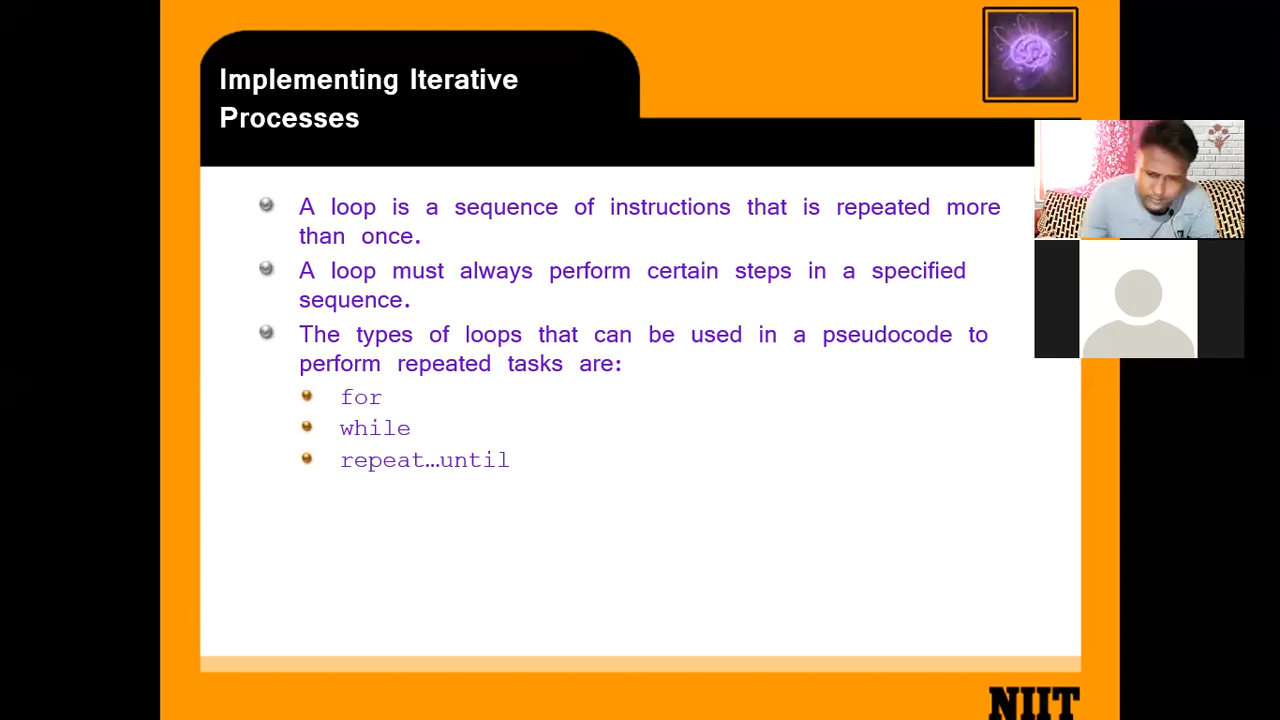 Implementing Iterative
Processes
A loop is a sequence of instructions that is repeated more
than once.
A loop must always perform certain steps in a specified
sequence.
The types of loops that can be used in a pseudocode to
perform repeated tasks are:
for
while
repeat…until
NIIT